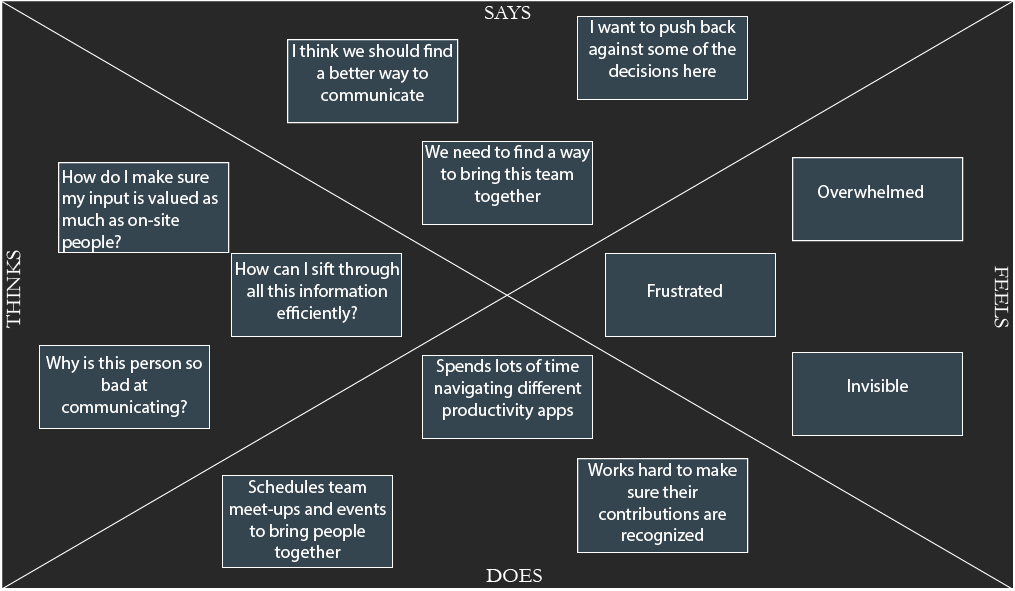 SAYS
I think we should find
a better way to
communicate
I want to push back
against some of the
decisions here
We need to find a way
to bring this team
together
THINKS
How do I make sure
my input is valued as
much as on-site
people?
How can I sift through
all this information
efficiently?
Why is this person so
bad at
communicating?
FEELS
Overwhelmed
Frustrated
Invisible
Spends lots of time
navigating different
productivity apps
Schedules team
meet-ups and events
to bring people
together
Works hard to make
sure their
contributions are
recognized
DOES